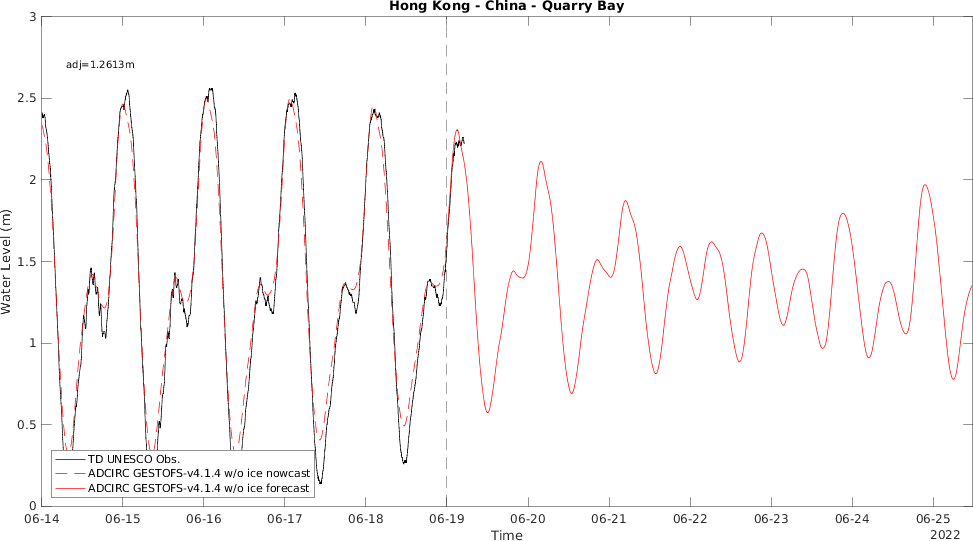 Hong Kong - China - Quarry Bay
3
adj=1.2613m
2.5
2
1.5
1
0.5
0
Water Level (m)
TD UNESCO Obs.
ADCIRC GESTOFS-v4.1.4 w/o ice nowcast
ADCIRC GESTOFS-v4.1.4 w/o ice forecast
06-14 06-15 06-16 06-17 06-18 06-19 06-20 06-21 06-22 06-23 06-24 06-25
Time
2022